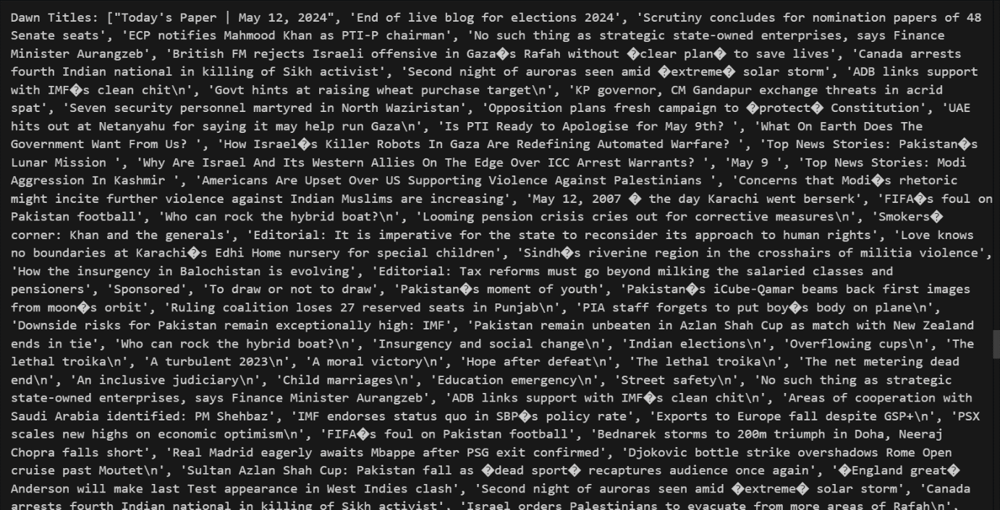 Dawn Titles: ["Today's Paper | May 12, 2024", 'End of live blog for elections 2024', 'Scrutiny concludes for nomination papers of 48
Senate seats', 'ECP notifies Mahmood Khan as PTI-P chairman', 'No such thing as strategic state-owned enterprises, says Finance
Minister Aurangzeb', 'British FM rejects Israeli offensive in Gaza�s Rafah without �clear plan� to save lives', 'Canada arrests
fourth Indian national in killing of Sikh activist', 'Second night of auroras seen amid �extreme� solar storm', 'ADB links support
with IMF�s clean chit\n', 'Govt hints at raising wheat purchase target\n', 'KP governor, CM Gandapur exchange threats in acrid
spat', 'Seven security personnel martyred in North Waziristan', 'Opposition plans fresh campaign to �protect� Constitution', 'UAE
hits out at Netanyahu for saying it may help run Gaza\n', 'Is PTI Ready to Apologise for May 9th? ', 'What On Earth Does The
Government Want From Us? ', 'How Israel�s Killer Robots In Gaza Are Redefining Automated Warfare? ', 'Top News Stories: Pakistan�s
Lunar Mission ', 'Why Are Israel And Its Western Allies On The Edge Over ICC Arrest Warrants? ', 'May 9 ', 'Top News Stories: Modi
Aggression In Kashmir ', 'Americans Are Upset Over US Supporting Violence Against Palestinians ', 'Concerns that Modi�s rhetoric
might incite further violence against Indian Muslims are increasing', 'May 12, 2007 � the day Karachi went berserk', 'FIFA�s foul on
Pakistan football', 'Who can rock the hybrid boat?\n', 'Looming pension crisis cries out for corrective measures\n', 'Smokers�
corner: Khan and the generals', 'Editorial: It is imperative for the state to reconsider its approach to human rights', 'Love knows
no boundaries at Karachi�s Edhi Home nursery for special children', 'Sindh�s riverine region in the crosshairs of militia violence',
'How the insurgency in Balochistan is evolving', 'Editorial: Tax reforms must go beyond milking the salaried classes and
pensioners', 'Sponsored', 'To draw or not to draw', 'Pakistan�s moment of youth', 'Pakistan�s iCube-Qamar beams back first images
from moon�s orbit', 'Ruling coalition loses 27 reserved seats in Punjab\n', 'PIA staff forgets to put boy�s body on plane\n',
'Downside risks for Pakistan remain exceptionally high: IMF', 'Pakistan remain unbeaten in Azlan Shah Cup as match with New Zealand
ends in tie', 'Who can rock the hybrid boat?\n', 'Insurgency and social change\n', 'Indian elections\n', 'Overflowing cups\n', 'The
lethal troika\n', 'A turbulent 2023\n', 'A moral victory\n', 'Hope after defeat\n', 'The lethal troika\n', 'The net metering dead
end\n', 'An inclusive judiciary\n', 'Child marriages\n', 'Education emergency\n', 'Street safety\n', 'No such thing as strategic
state-owned enterprises, says Finance Minister Aurangzeb', 'ADB links support with IMF�s clean chit\n', 'Areas of cooperation with
Saudi Arabia identified: PM Shehbaz', 'IMF endorses status quo in SBP�s policy rate', 'Exports to Europe fall despite GSP+\n', 'PSX
scales new highs on economic optimism\n', 'FIFA�s foul on Pakistan football', 'Bednarek storms to 200m triumph in Doha, Neeraj
Chopra falls short', 'Real Madrid eagerly awaits Mbappe after PSG exit confirmed', 'Djokovic bottle strike overshadows Rome Open
cruise past Moutet\n', 'Sultan Azlan Shah Cup: Pakistan fall as �dead sport� recaptures audience once again', '�England great�
Anderson will make last Test appearance in West Indies clash', 'Second night of auroras seen amid �extreme� solar storm', 'Canada
arrests fourth Indian national in killing of Sikh activist', 'Israel orders Palestinians to evacuate from more areas of Rafah\n',